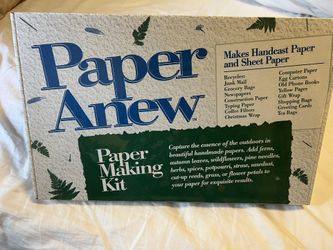 Paper
Anew
Makes Handcast Paper
and Sheet Paper
Recycles:
Junk Mail
Grocery Bags
Newspapers
Construction Paper
Typing Paper
Coffee Filters
Christmas Wrap
Computer Paper
Egg Cartons
Old Phone Books
Yellow Paper
Gift Wrap
Shopping Bags
Greeting Cards
Tea Bags
Paper
Making
Kit
Capture the essence of the outdoors in
beautiful handmade papers. Add ferns,
autumn leaves, wildflowers, pine needles,
herbs, spices, potpourri, straw, sawdust,
cut-up seeds, grass, or flower petals to
your paper for exquisite results.